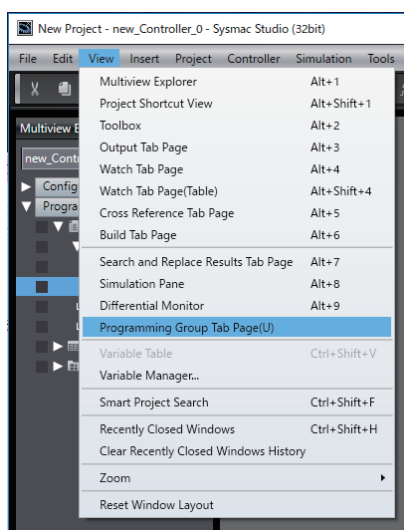 New Project - new_Controller_0 - Sysmac Studio (32bit)
File Edit View Insert Project Controller Simulation Tools
Multiview Explorer Alt+1
Project Shortcut View Alt+Shift+1
Toolbox Alt+2
Output Tab Page Alt+3
Watch Tab Page Alt+4
Watch Tab Page(Table) Alt+Shift+4
Cross Reference Tab Page Alt+5
Build Tab Page Alt+6
Search and Replace Results Tab Page Alt+7
Simulation Pane Alt+8
Differential Monitor Alt+9
Programming Group Tab Page(U)
Variable Table Ctrl+Shift+V
Variable Manager...
Smart Project Search Ctrl+Shift+F
Recently Closed Windows Ctrl+Shift+H
Clear Recently Closed Windows History
Zoom
Reset Window Layout
Multiview E
new_Cont
Config
Progra